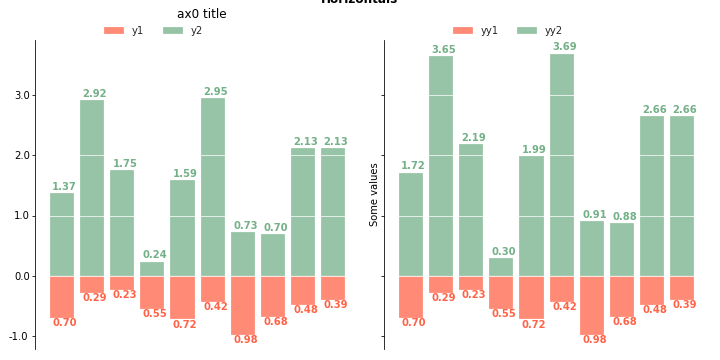 Horizontals
ax0 title
y1 y2
yy1 yy2
3.0
2.0
1.0
0.0
-1.0
1.37 2.92 1.75 0.24 1.59 2.95 0.73 0.70 2.13 2.13
0.70 0.29 0.23 0.55 0.72 0.42 0.98 0.68 0.48 0.39
Some values
1.72 3.65 2.19 0.30 1.99 3.69 0.91 0.88 2.66 2.66
0.70 0.29 0.23 0.55 0.72 0.42 0.98 0.68 0.48 0.39